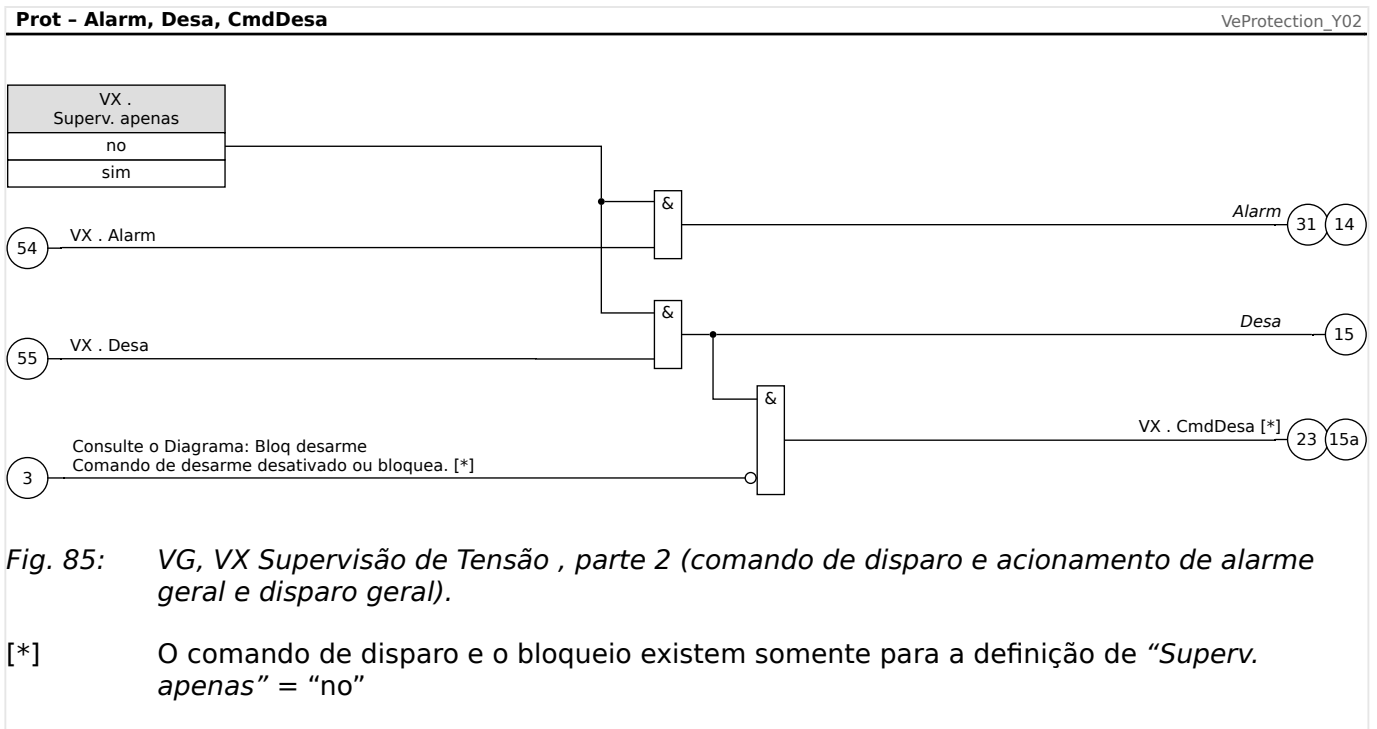 Prot – Alarm, Desa, CmdDesa
VeProtection_Y02
VX .
Superv. apenas
no
sim
&
Alarm
31
14
54
VX . Alarm
&
Desa
15
55
VX . Desa
&
VX . CmdDesa [*]
23
15a
Consulte o Diagrama: Bloq desarme
Comando de desarme desativado ou bloquea. [*]
3
Fig. 85: VG, VX Supervisão de Tensão , parte 2 (comando de disparo e acionamento de alarme
geral e disparo geral).
[*] O comando de disparo e o bloqueio existem somente para a definição de “Superv.
apenas” = “no”